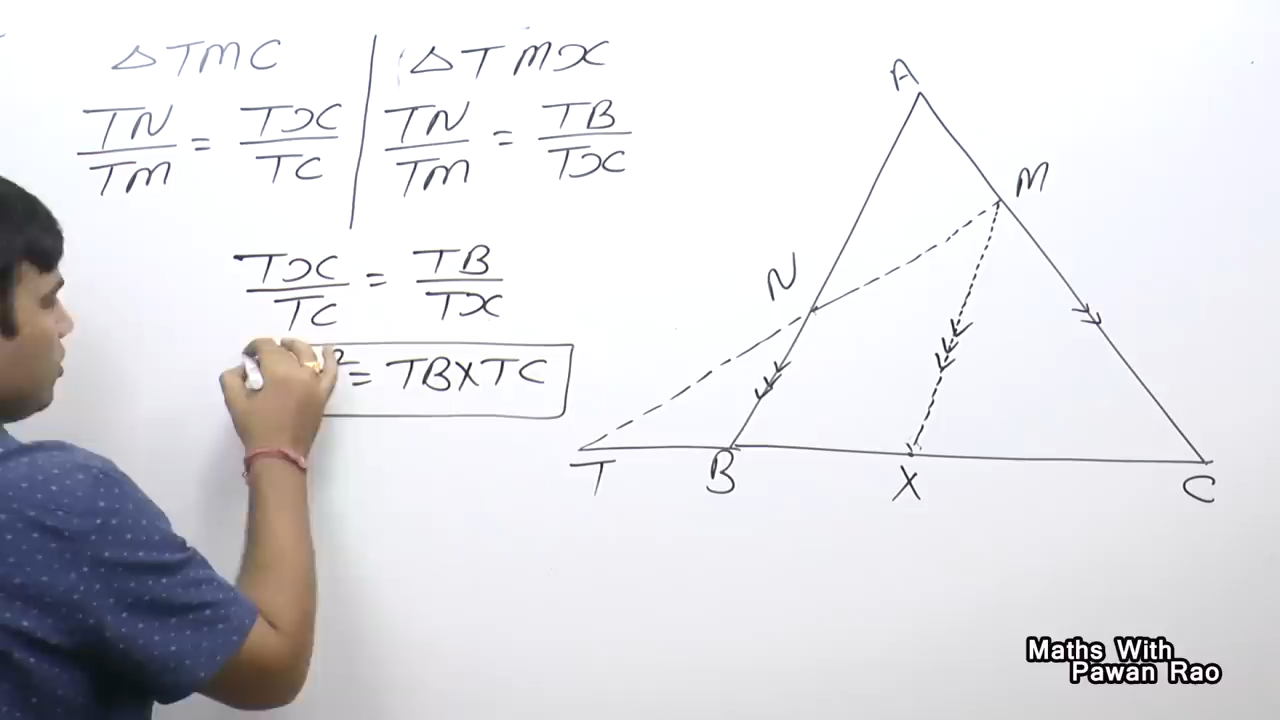 △TMC | △TMX
TN/TM = TX/TC | TN/TM = TB/TX
TX/TC = TB/TX
² = TB×TC
A
M
N
T B X C
Maths With
Pawan Rao